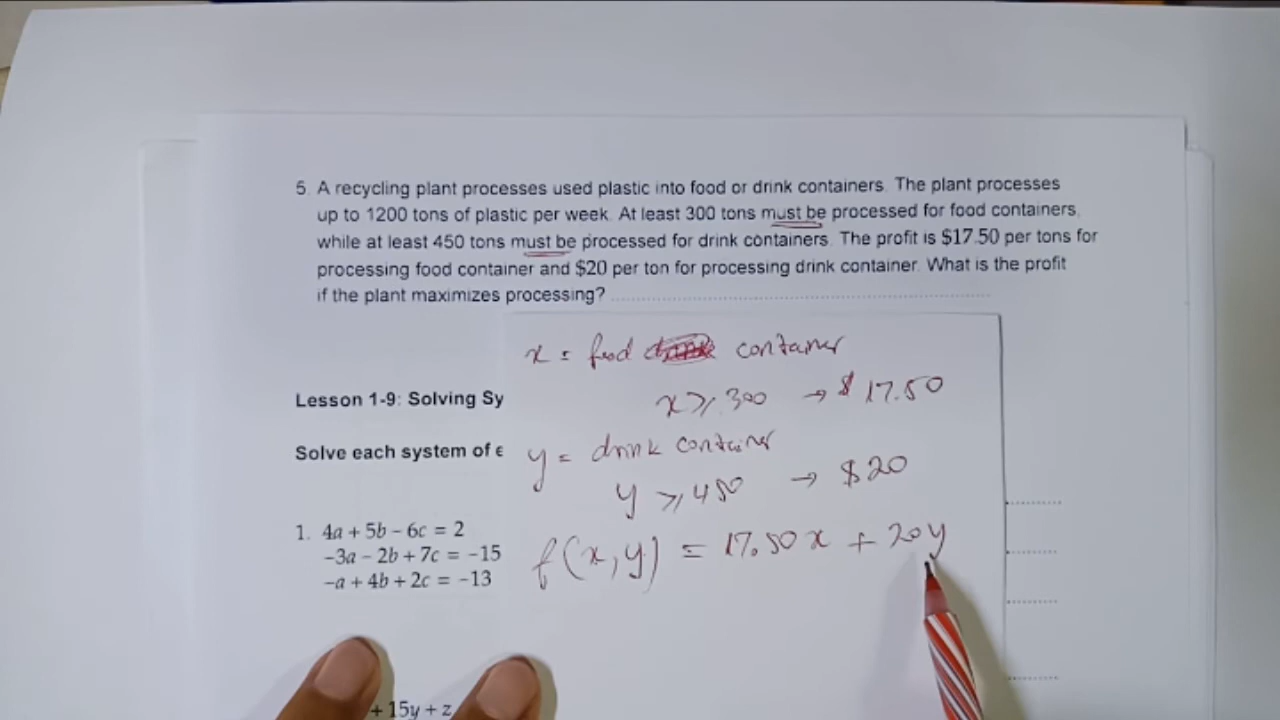 5. A recycling plant processes used plastic into food or drink containers. The plant processes
up to 1200 tons of plastic per week. At least 300 tons must be processed for food containers,
while at least 450 tons must be processed for drink containers. The profit is $17.50 per tons for
processing food container and $20 per ton for processing drink container. What is the profit
if the plant maximizes processing?
x = food drink container
x ≥ 300 → $17.50
Lesson 1-9: Solving Sy
y = drink container
Solve each system of e
y ≥ 450 → $20
1. 4a + 5b – 6c = 2
-3a – 2b + 7c = -15
-a + 4b + 2c = -13
f(x,y) = 17.50x + 20y
+ 15y + z